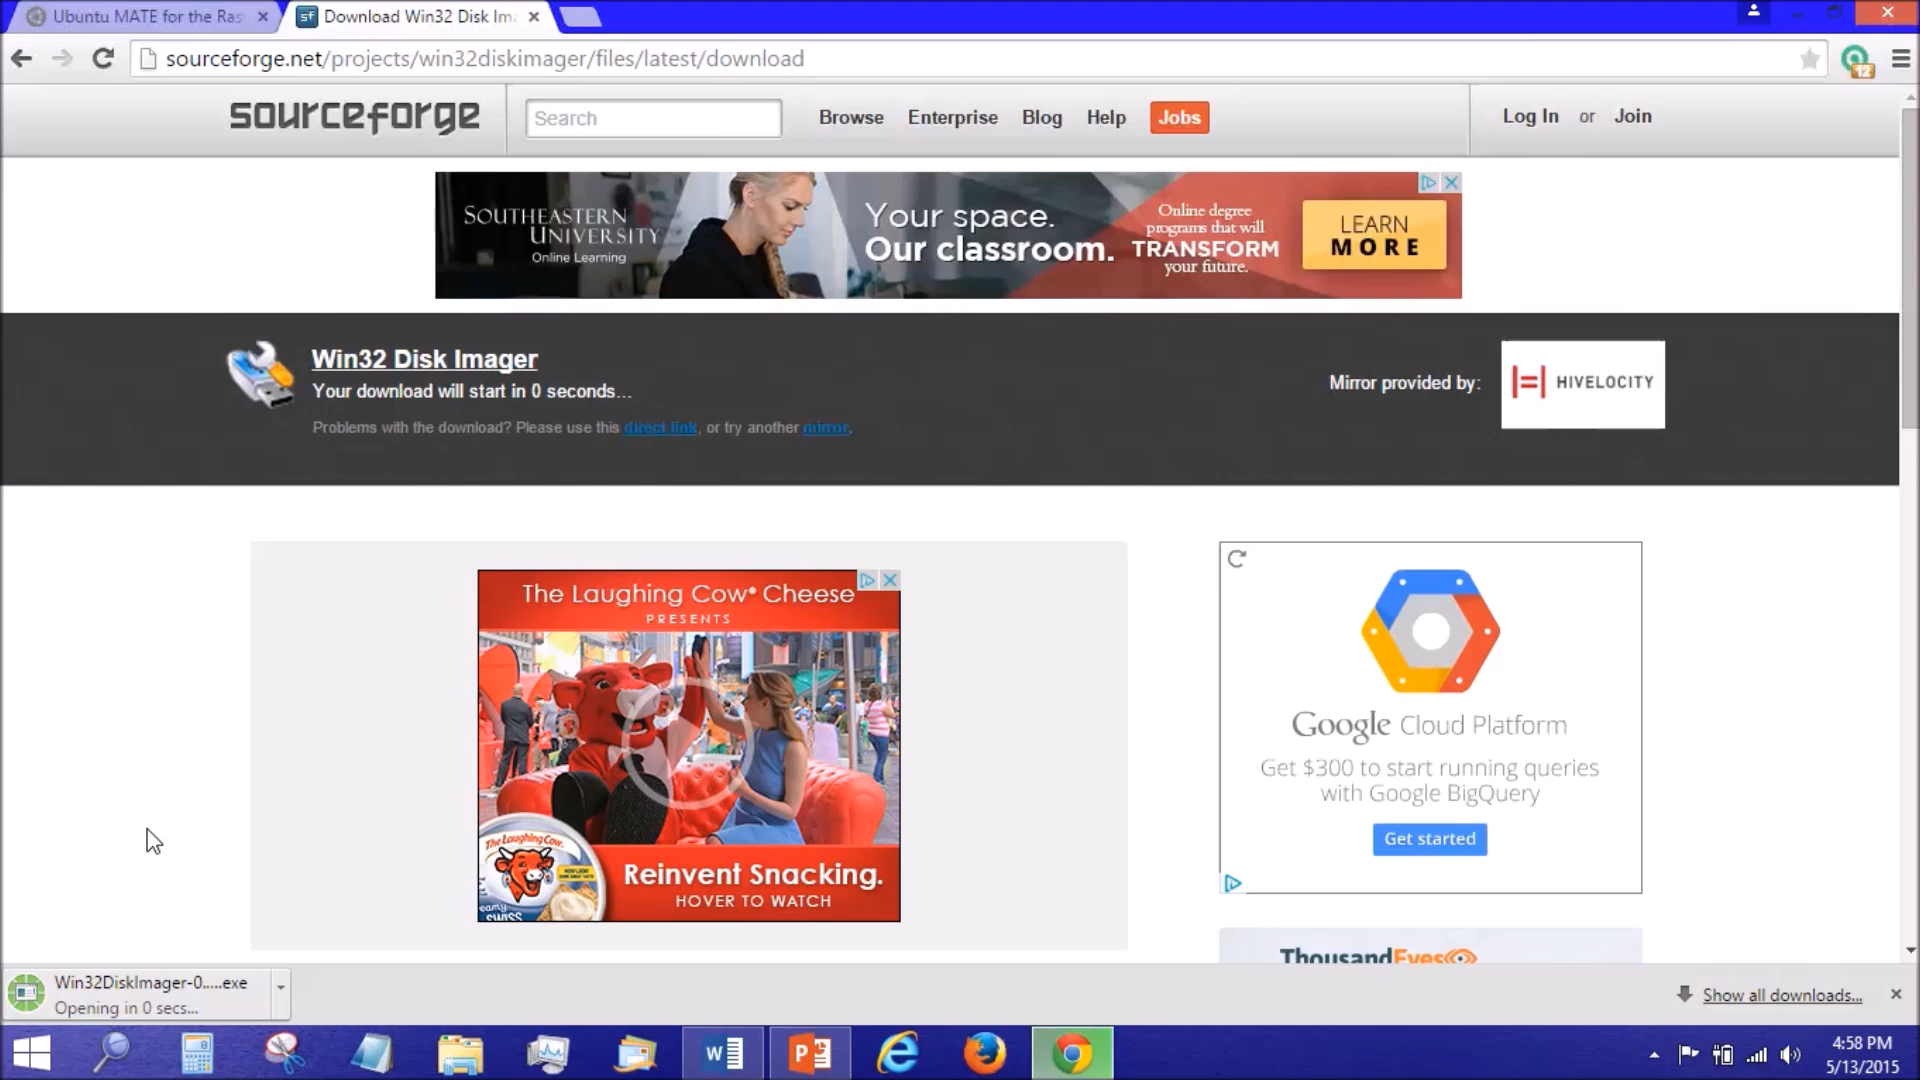 Ubuntu MATE for the Ras
Download Win32 Disk Im
sourceforge.net/projects/win32diskimager/files/latest/download
12
sourceforge
Search
Browse
Enterprise
Blog
Help
Jobs
Log In or Join
SOUTHEASTERN
UNIVERSITY
Online Learning
Your space.
Our classroom.
Online degree
programs that will
TRANSFORM
your future.
LEARN
MORE
Win32 Disk Imager
Your download will start in 0 seconds...
Problems with the download? Please use this direct link, or try another mirror.
Mirror provided by:
HIVELOCITY
The Laughing Cow® Cheese
PRESENTS
The Laughing Cow
SWISS
Reinvent Snacking.
HOVER TO WATCH
Google Cloud Platform
Get $300 to start running queries
with Google BigQuery
Get started
ThousandEyes
Win32DiskImager-0.....exe
Opening in 0 secs...
Show all downloads...
4:58 PM
5/13/2015